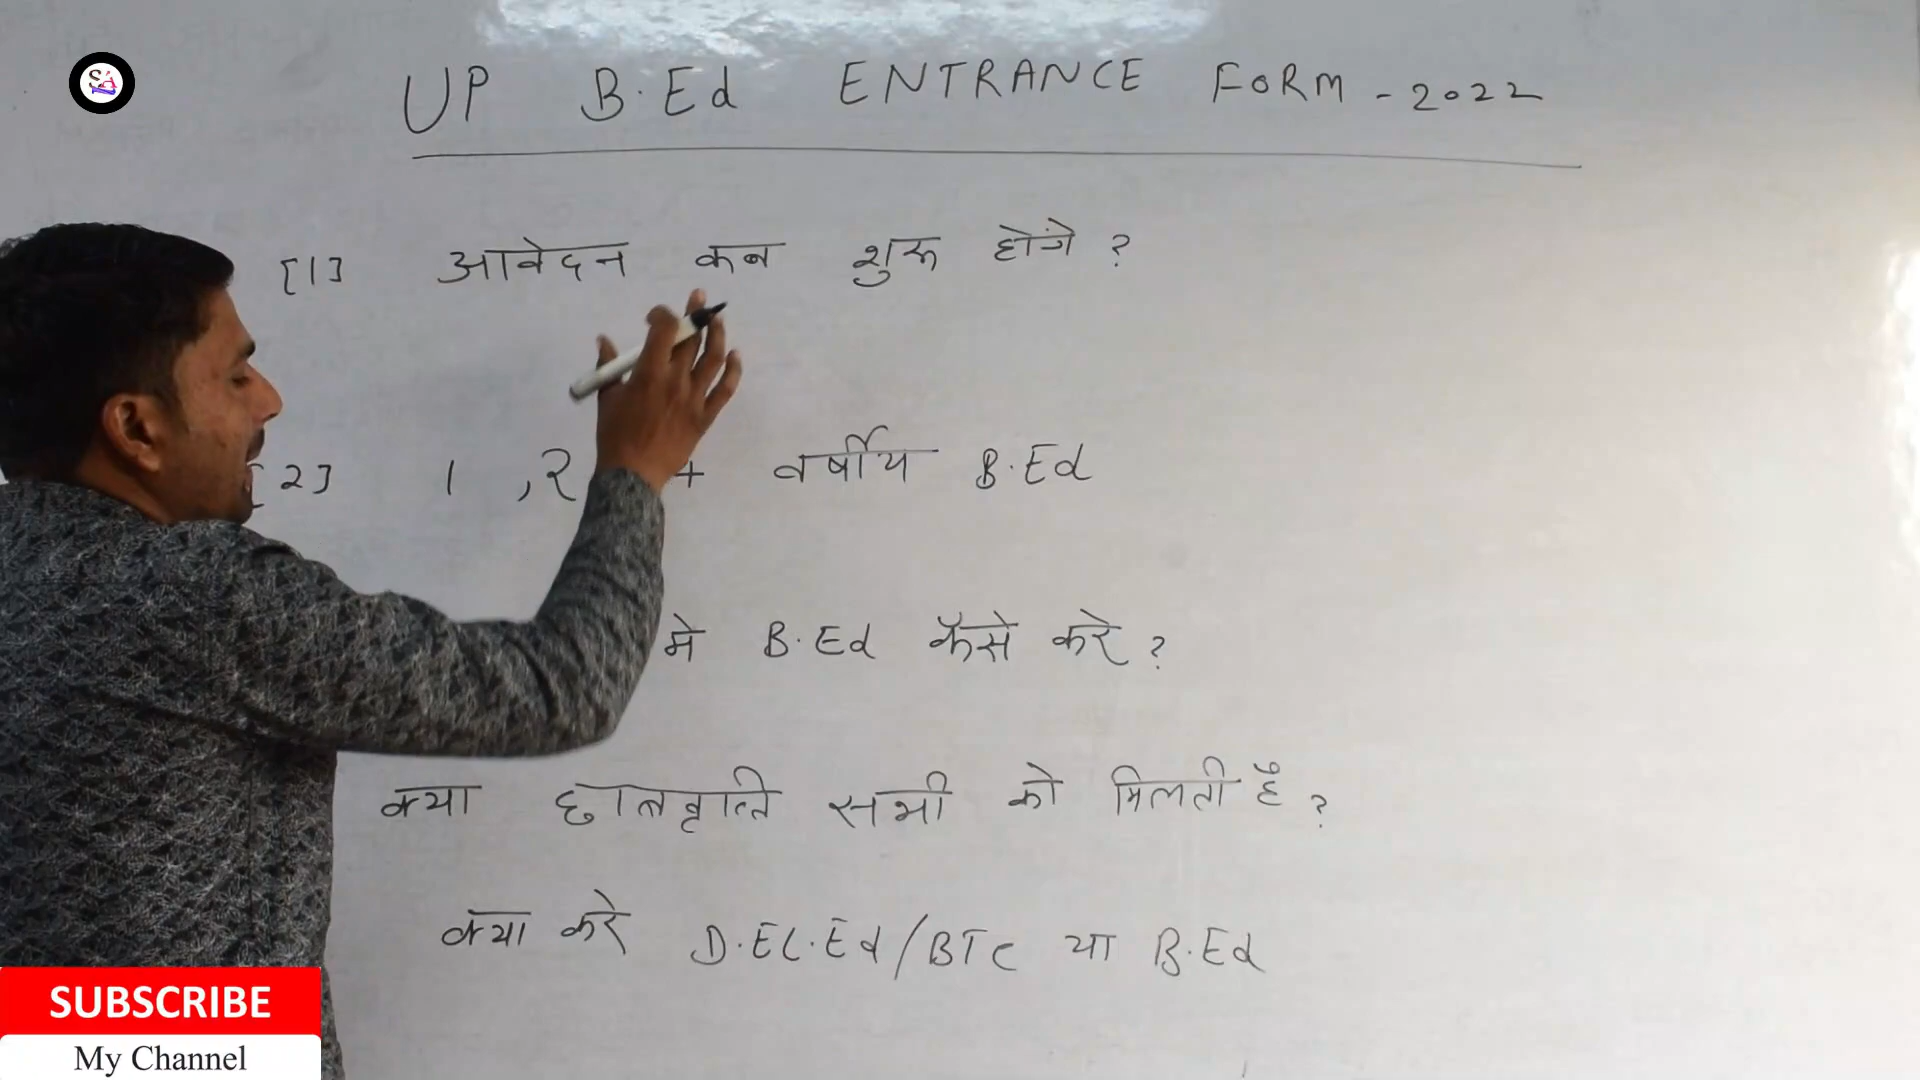 UP B.Ed ENTRANCE FORM - 2022
[1] आवेदन कब शुरू होंगे ?
[2] 1 , 2 + वर्षीय B.Ed
मे B.Ed कैसे करे ?
क्या छात्रवृत्ति सभी को मिलती है ?
क्या करे D.EL.Ed/BTC या B.Ed
SUBSCRIBE
My Channel